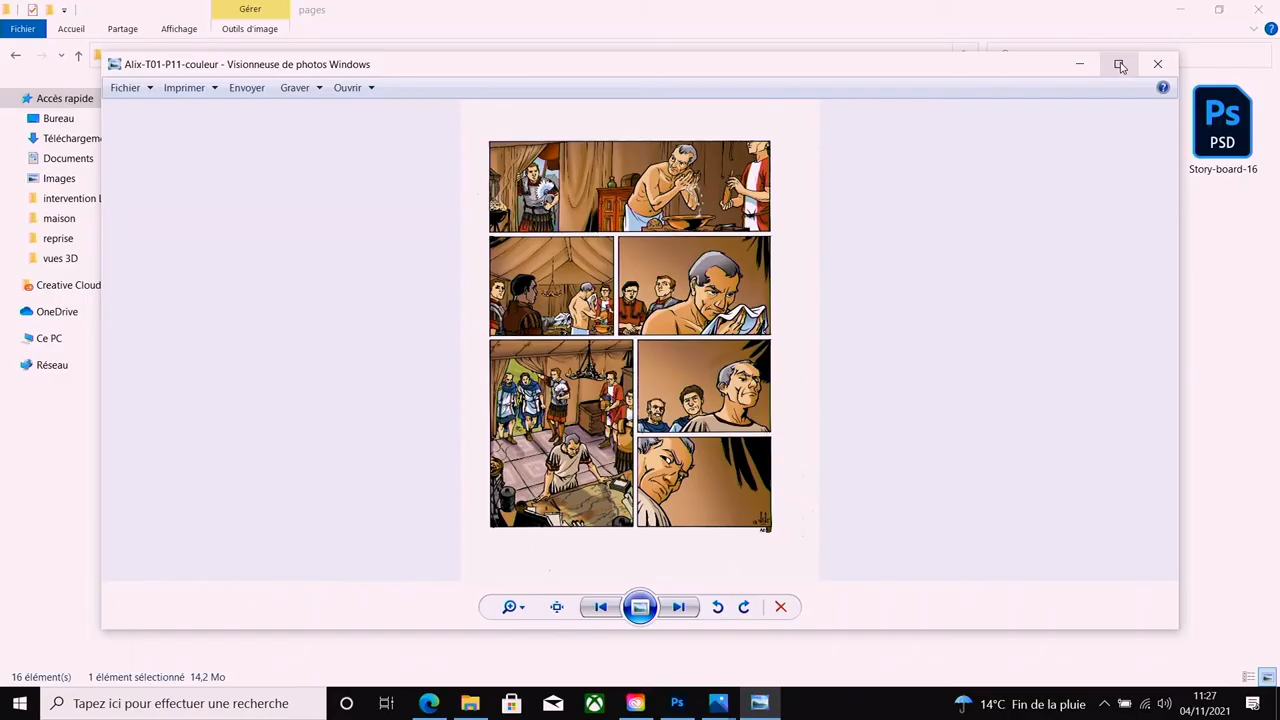 Gérer
pages
Fichier
Accueil
Partage
Affichage
Outils d'image
Alix-T01-P11-couleur - Visionneuse de photos Windows
Fichier
Imprimer
Envoyer
Graver
Ouvrir
Accès rapide
Bureau
Téléchargem
Documents
Images
intervention L
maison
reprise
vues 3D
Creative Cloud
OneDrive
Ce PC
Réseau
Ps
PSD
Story-board-16
16 élément(s)
1 élément sélectionné
14,2 Mo
Tapez ici pour effectuer une recherche
Ps
14°C Fin de la pluie
11:27
04/11/2021